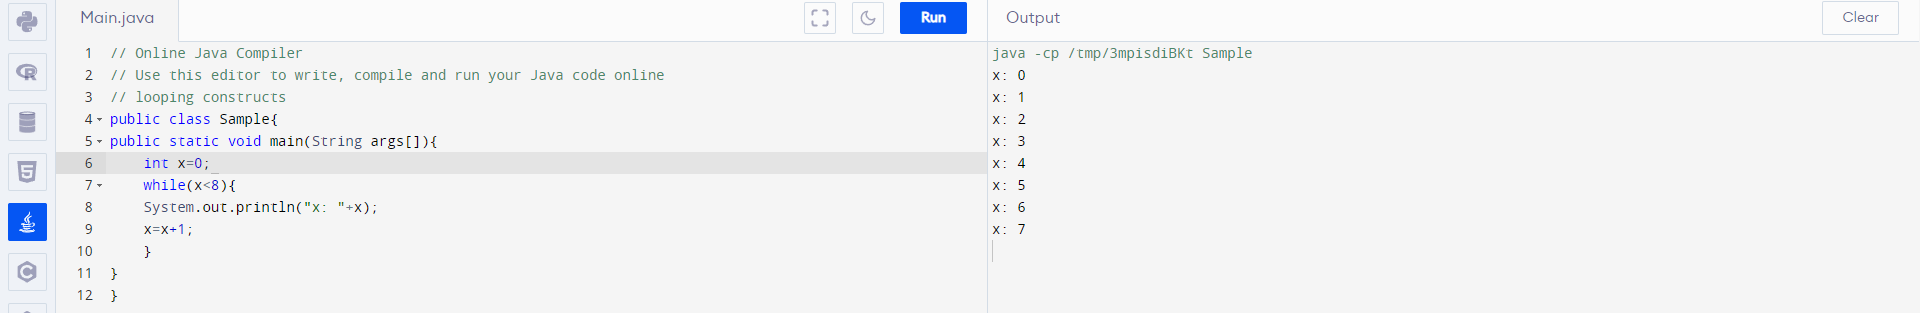 Main.java
Run
1 // Online Java Compiler
2 // Use this editor to write, compile and run your Java code online
3 // looping constructs
4 public class Sample{
5 public static void main(String args[]){
6 int x=0;
7 while(x<8){
8 System.out.println("x: "+x);
9 x=x+1;
10 }
11 }
12 }
Output
Clear
java -cp /tmp/3mpisdiBKt Sample
x: 0
x: 1
x: 2
x: 3
x: 4
x: 5
x: 6
x: 7
R
5
C